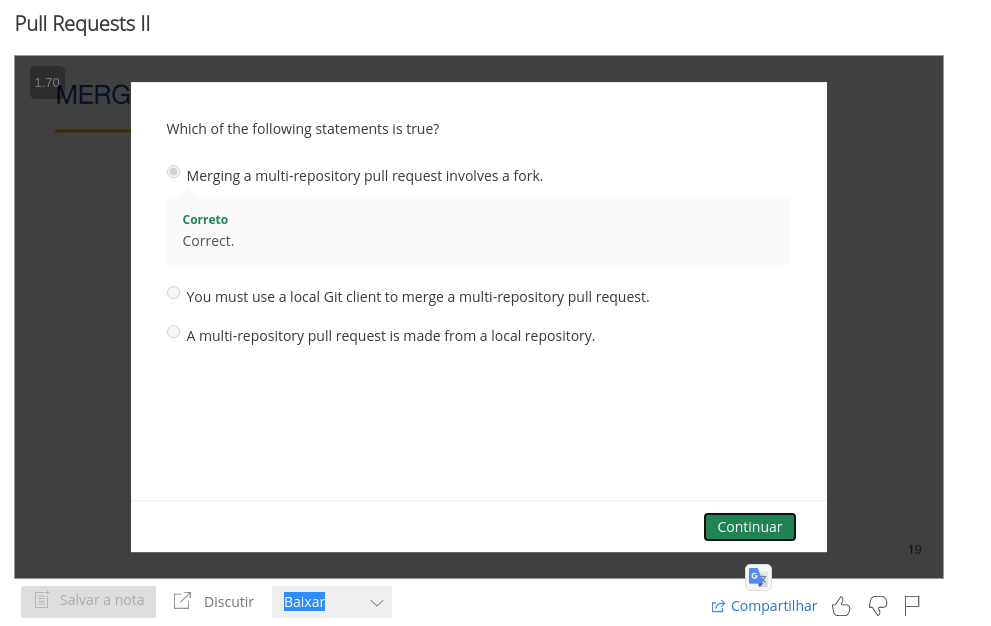 Pull Requests II
1.70
MERG
Which of the following statements is true?
Merging a multi-repository pull request involves a fork.
Correto
Correct.
You must use a local Git client to merge a multi-repository pull request.
A multi-repository pull request is made from a local repository.
Continuar
19
Salvar a nota
Discutir
Baixar
Compartilhar